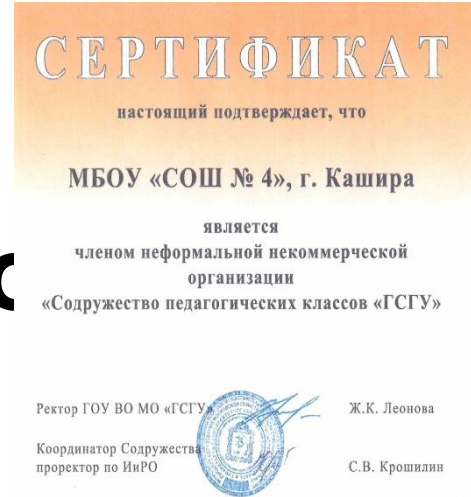 СЕРТИФИКАТ
настоящий подтверждает, что
МБОУ «СОШ № 4», г. Кашира
является
членом неформальной некоммерческой
организации
«Содружество педагогических классов «ГСГУ»
Ректор ГОУ ВО МО «ГСГУ»
Ж.К. Леонова
Координатор Содружества
проректор по ИиРО
С.В. Крошилин